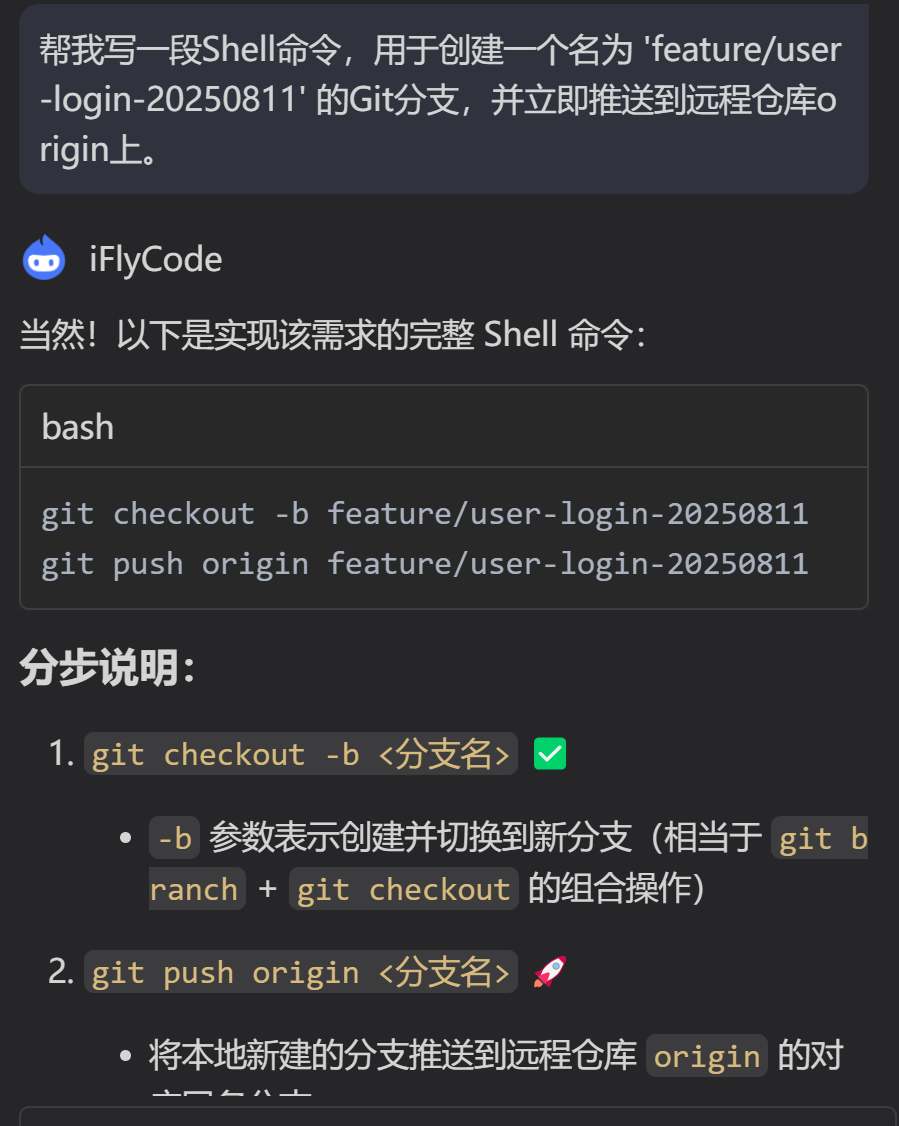 帮我写一段Shell命令，用于创建一个名为 'feature/user
-login-20250811' 的Git分支，并立即推送到远程仓库o
rigin上。
iFlyCode
当然！以下是实现该需求的完整 Shell 命令：
bash
git checkout -b feature/user-login-20250811
git push origin feature/user-login-20250811
分步说明：
1. git checkout -b <分支名> ✅
• -b 参数表示创建并切换到新分支（相当于 git b
ranch + git checkout 的组合操作）
2. git push origin <分支名> 🚀
• 将本地新建的分支推送到远程仓库 origin 的对